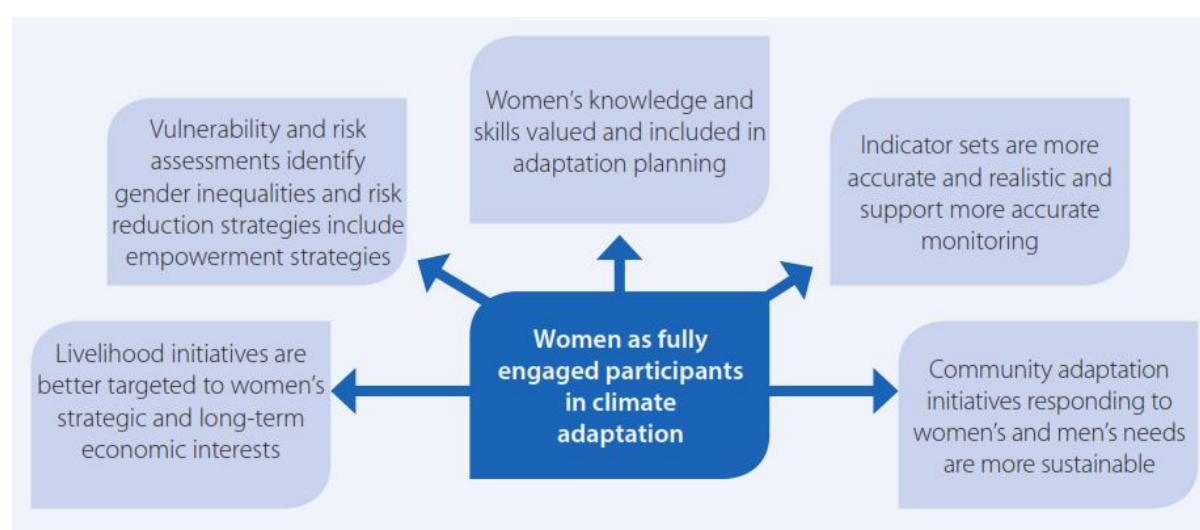 Women’s knowledge and
skills valued and included in
adaptation planning
Vulnerability and risk
assessments identify
gender inequalities and risk
reduction strategies include
empowerment strategies
Indicator sets are more
accurate and realistic and
support more accurate
monitoring
Livelihood initiatives are
better targeted to women’s
strategic and long-term
economic interests
Women as fully
engaged participants
in climate
adaptation
Community adaptation
initiatives responding to
women’s and men’s needs
are more sustainable